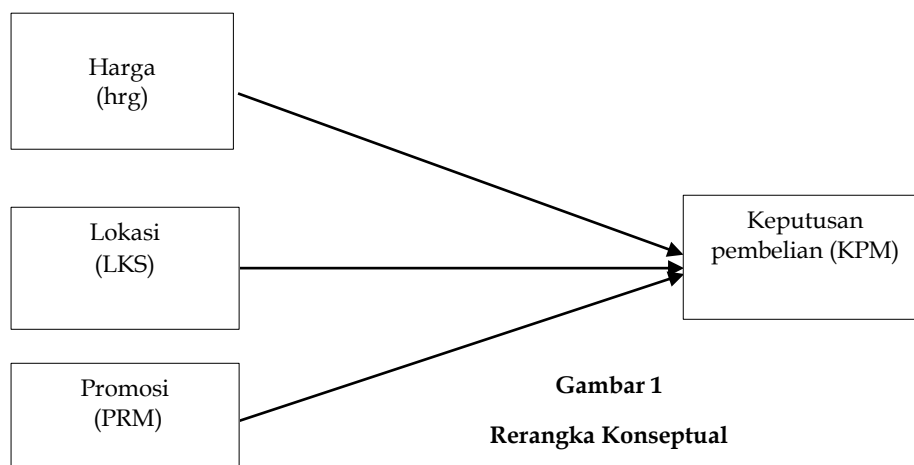 Harga
(hrg)
Lokasi
(LKS)
Promosi
(PRM)
Keputusan
pembelian (KPM)
Gambar 1
Rerangka Konseptual